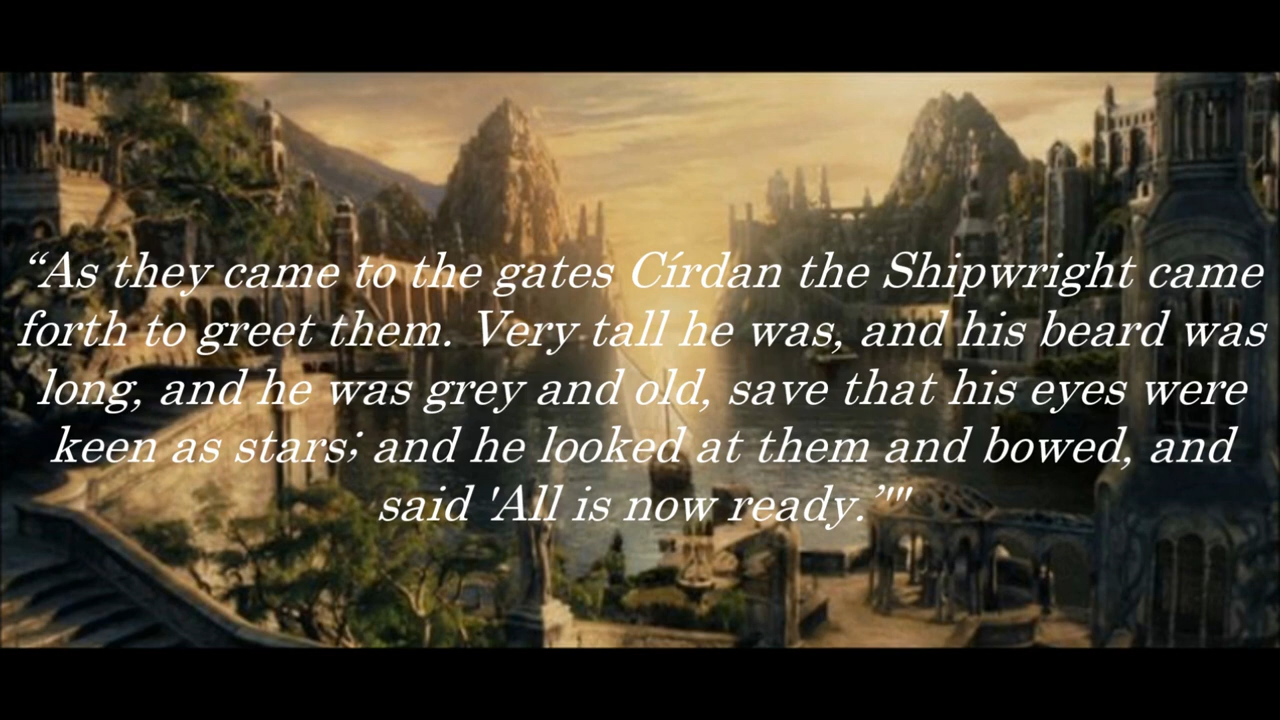 “As they came to the gates Círdan the Shipwright came
forth to greet them. Very tall he was, and his beard was
long, and he was grey and old, save that his eyes were
keen as stars; and he looked at them and bowed, and
said 'All is now ready.’""